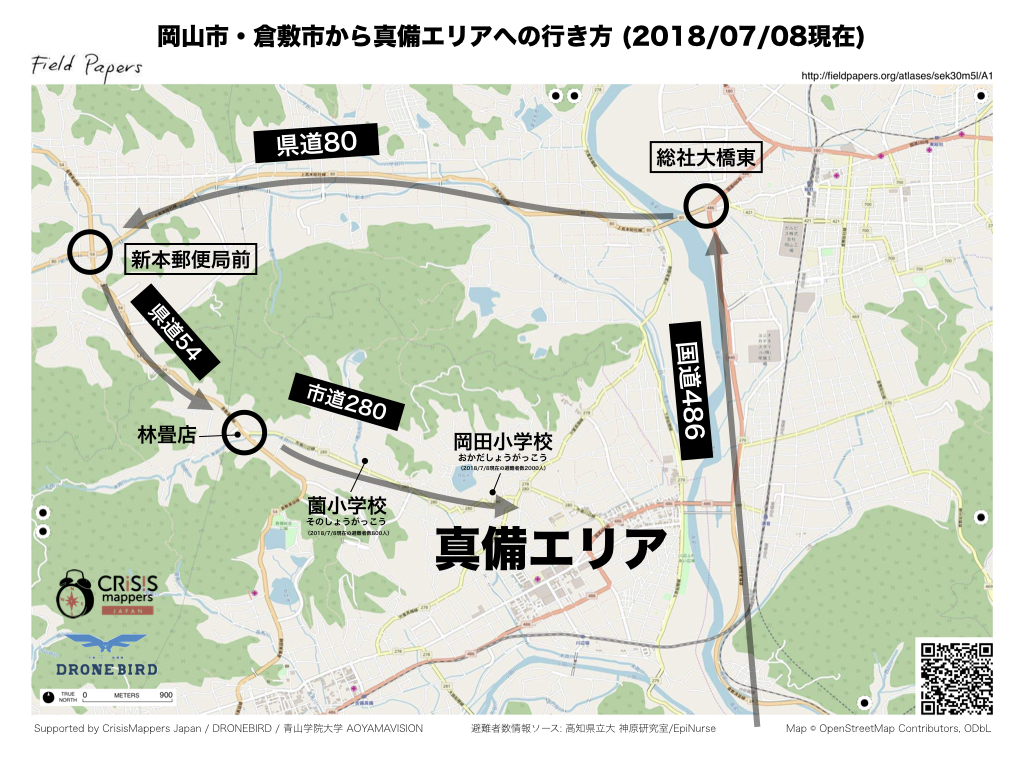 岡山市・倉敷市から真備エリアへの行き方 (2018/07/08現在)
Field Papers
http://fieldpapers.org/atlases/sek30m5l/A1
県道80
総社大橋東
新本郵便局前
県道54
国道486
市道280
林畳店
岡田小学校
おかだしょうがっこう
(2018/7/8現在の避難者数2000人)
薗小学校
そのしょうがっこう
(2018/7/8現在の避難者数800人)
真備エリア
CRiSiS
mappers
JAPAN
DRONEBIRD
TRUE
NORTH
0 METERS 900
Supported by CrisisMappers Japan / DRONEBIRD / 青山学院大学 AOYAMAVISION
避難者数情報ソース: 高知県立大 神原研究室/EpiNurse
Map © OpenStreetMap Contributors, ODbL